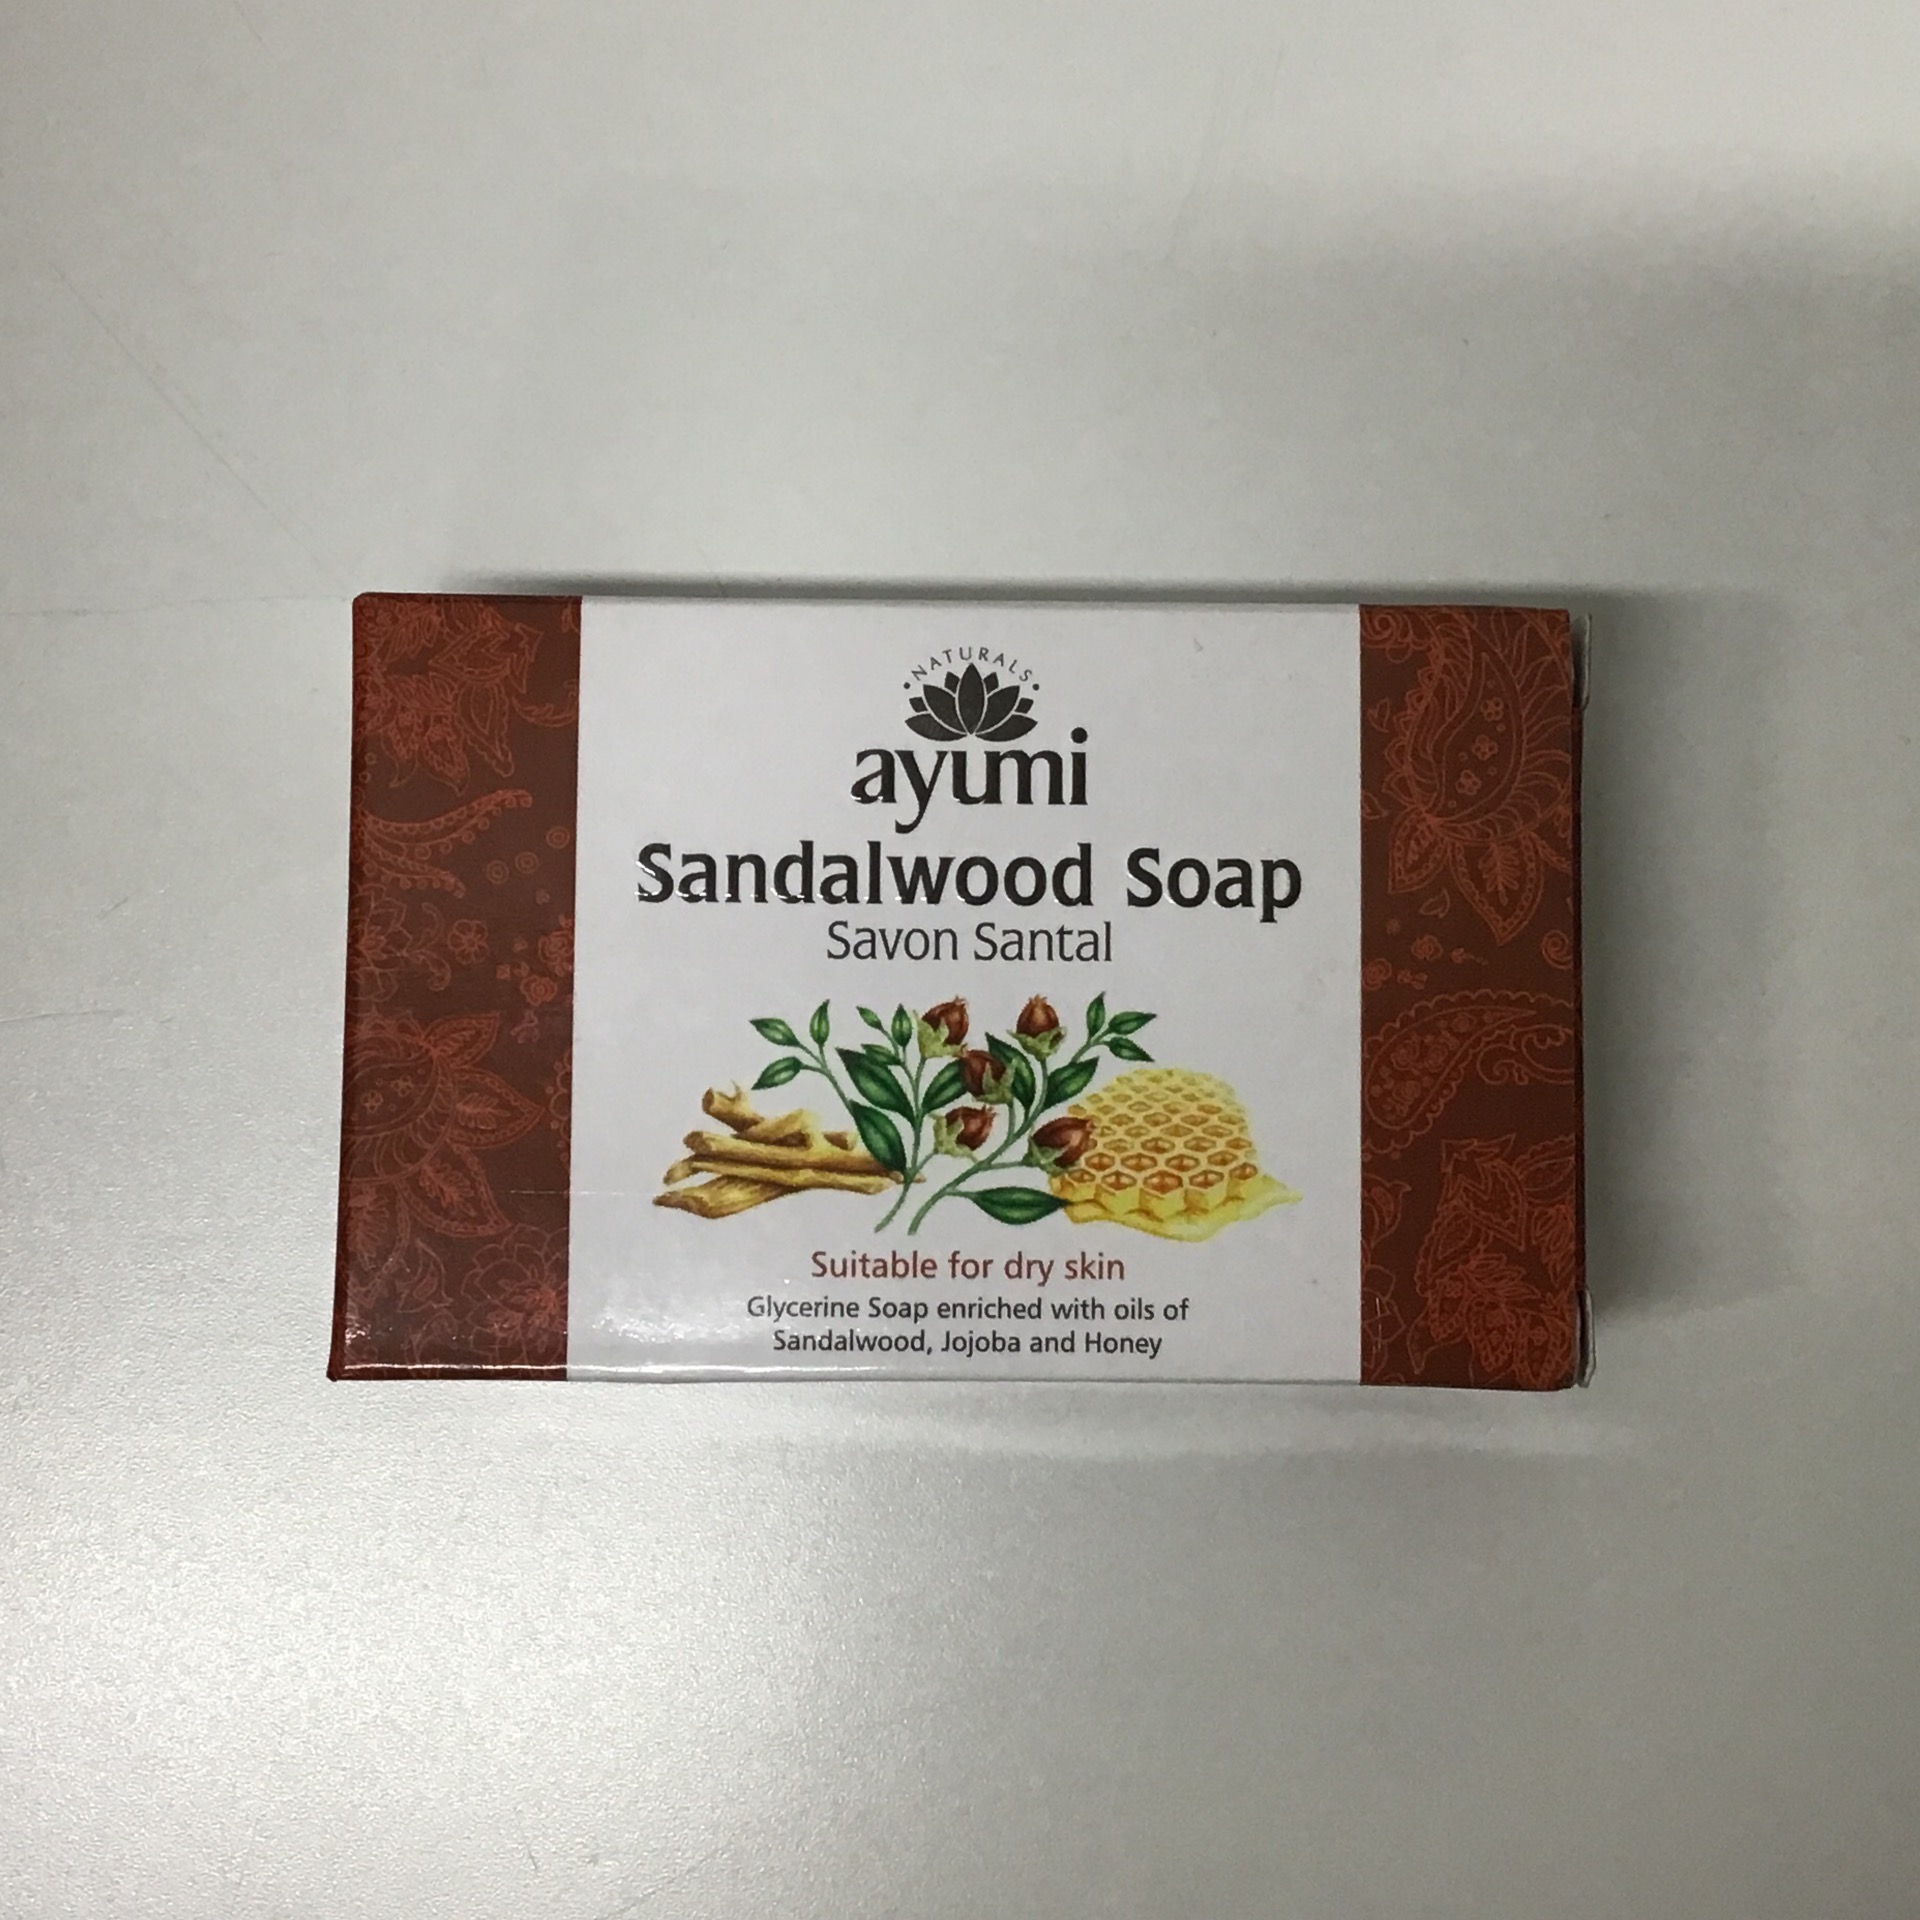 NATURALS
ayumi
Sandalwood Soap
Savon Santal
Suitable for dry skin
Glycerine Soap enriched with oils of
Sandalwood, Jojoba and Honey